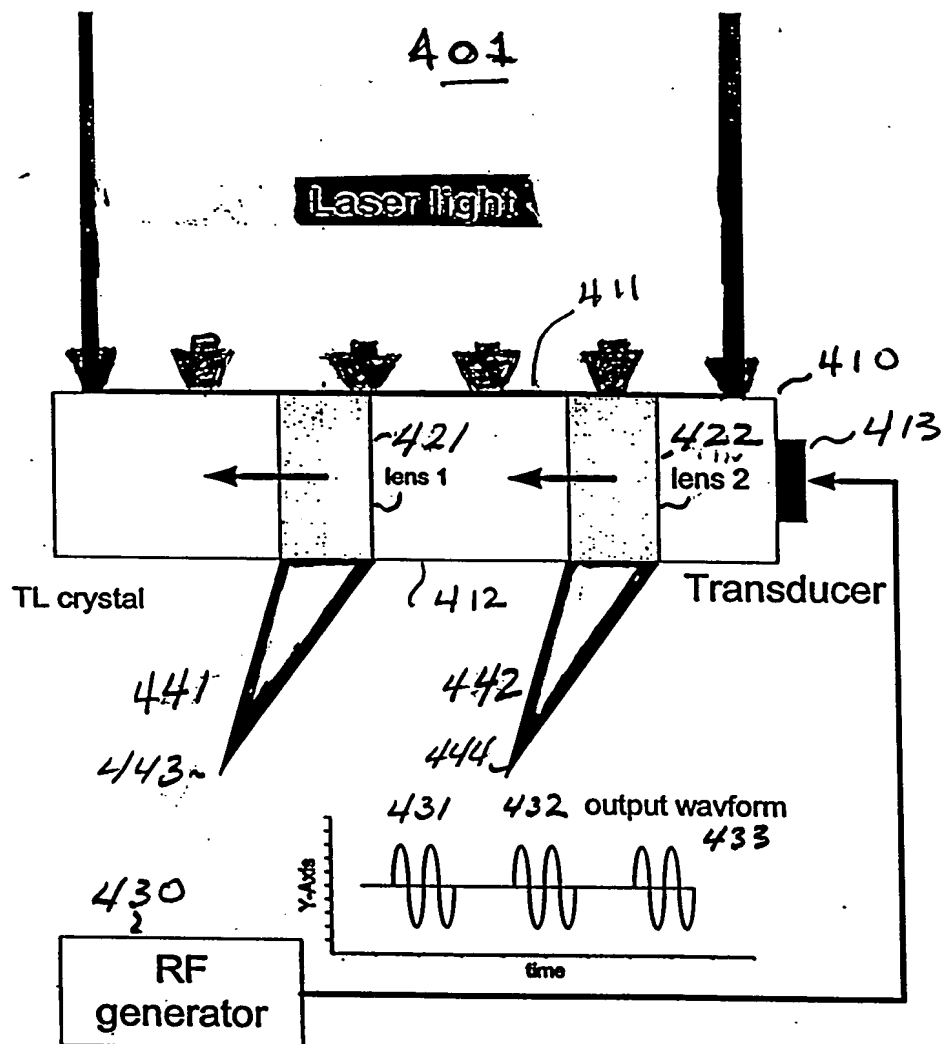 401
Laser light
411
410
413
421
422
lens 1
lens 2
TL crystal
412
Transducer
441
442
443
444
431
432
output wavform
433
Y-Axis
time
430
RF
generator